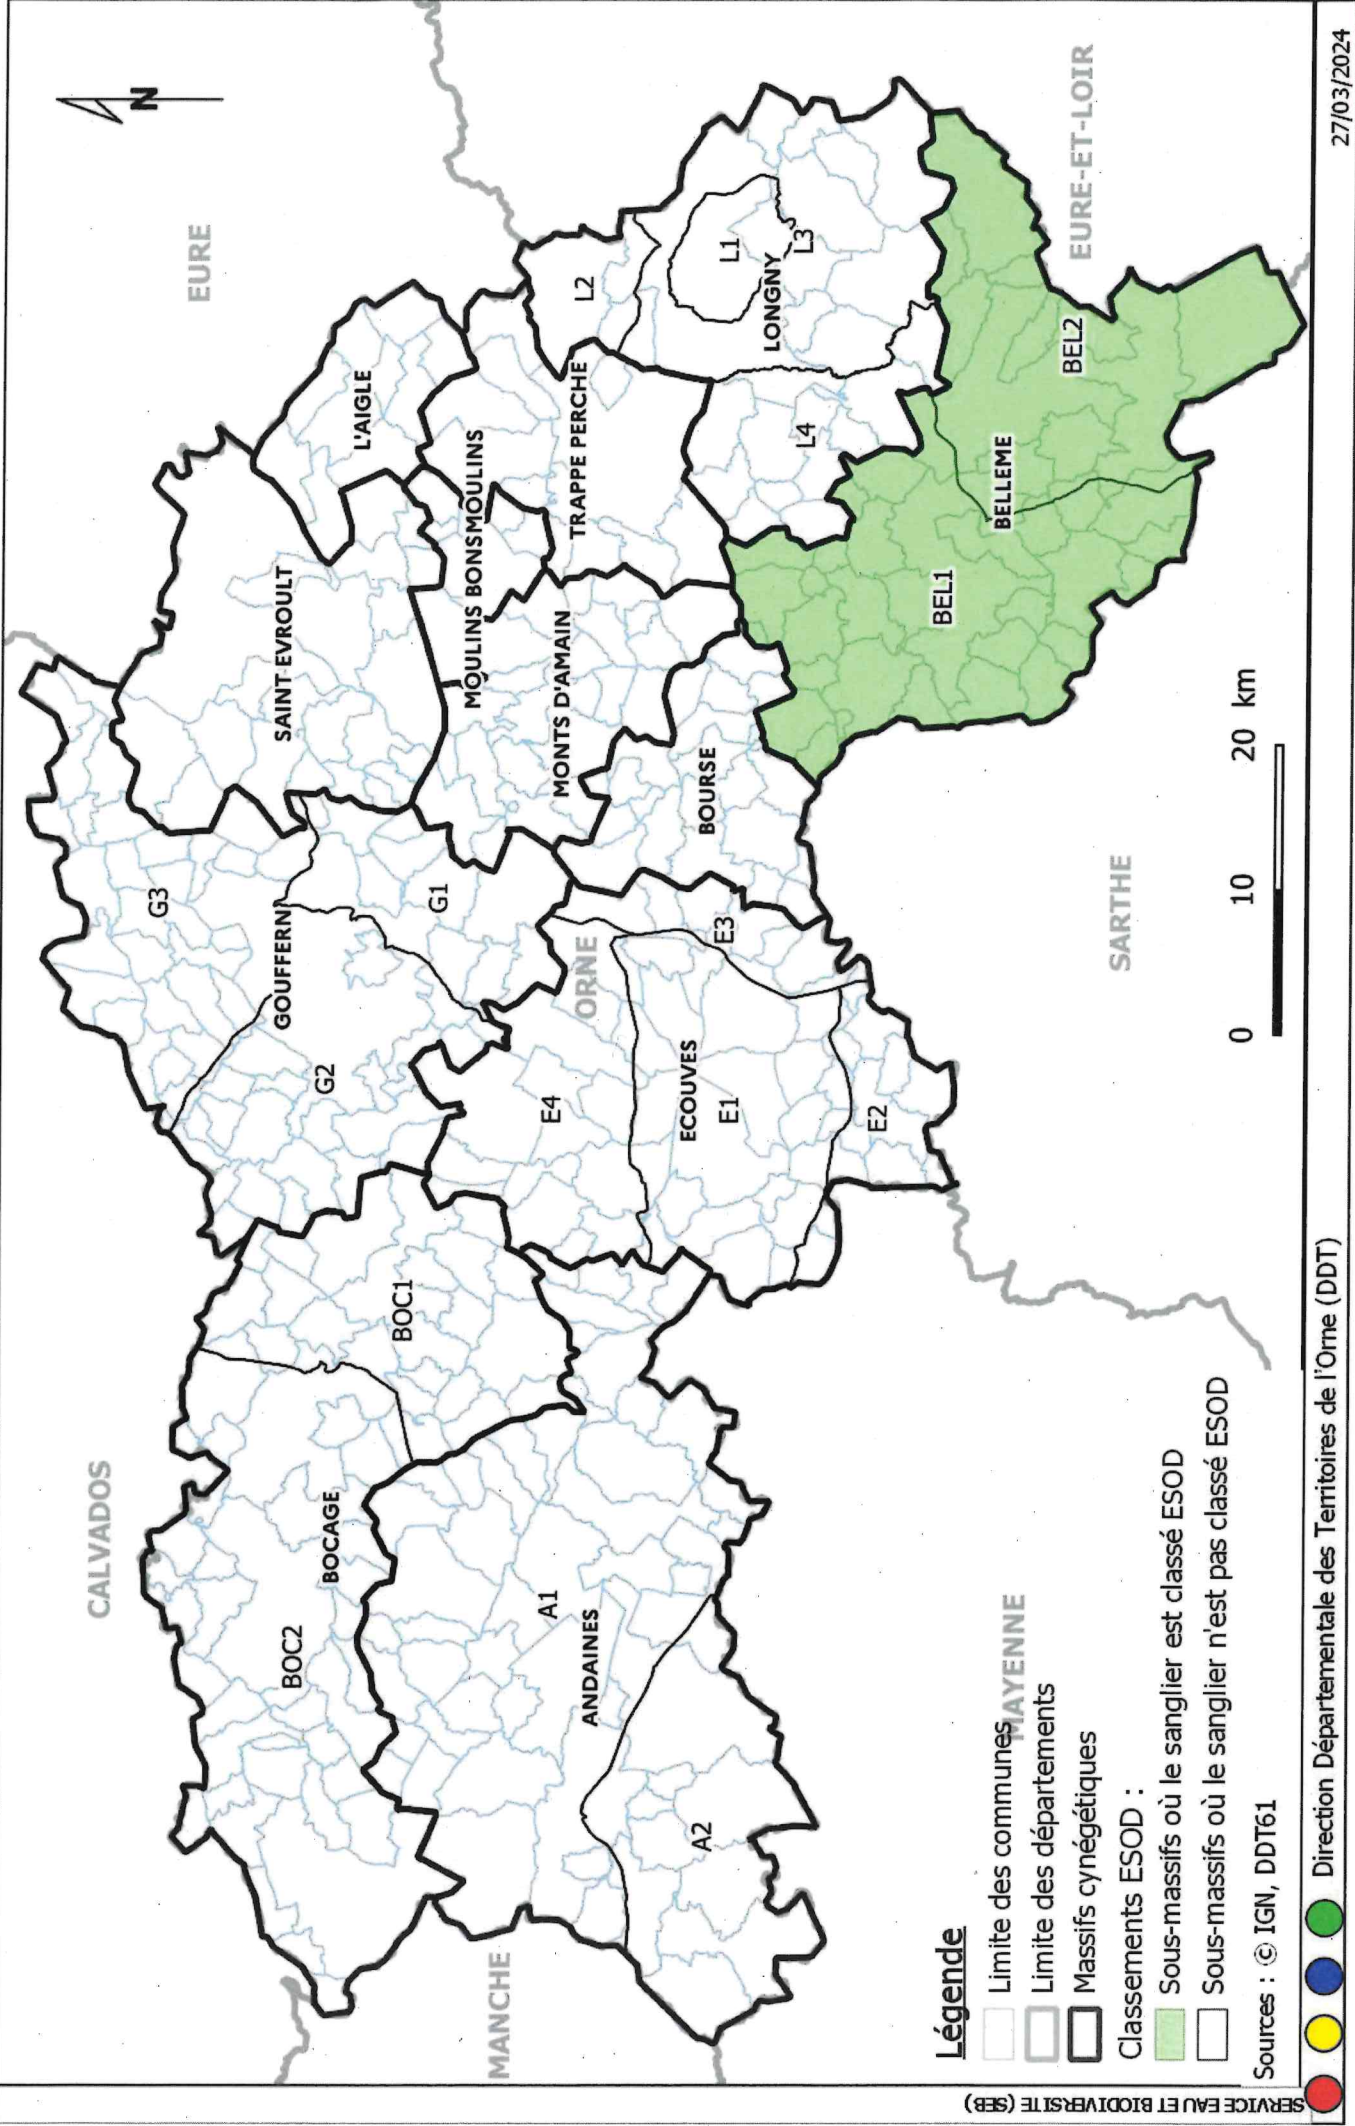 CALVADOS
EURE
MANCHE
ORNE
MAYENNE
SARTHE
EURE-ET-LOIR
N
BOC2
BOCAGE
BOC1
A1
ANDAINES
A2
G3
GOUFFERN
G2
G1
E4
ECOUVES
E1
E3
E2
SAINT-EVROULT
L'AIGLE
MOULINS BONSMOULINS
MONTS D'AMAIN
TRAPPE PERCHE
BOURSE
L2
L1
LONGNY
L3
L4
BEL1
BELLEME
BEL2
Légende
Limite des communes
Limite des départements
Massifs cynégétiques
Classements ESOD :
Sous-massifs où le sanglier est classé ESOD
Sous-massifs où le sanglier n'est pas classé ESOD
Sources : © IGN, DDT61
0 10 20 km
SERVICE EAU ET BIODIVERSITE (SEB)
Direction Départementale des Territoires de l'Orne (DDT)
27/03/2024